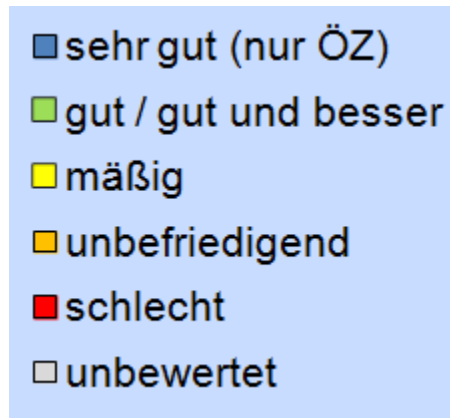 sehr gut (nur ÖZ)
gut / gut und besser
mäßig
unbefriedigend
schlecht
unbewertet